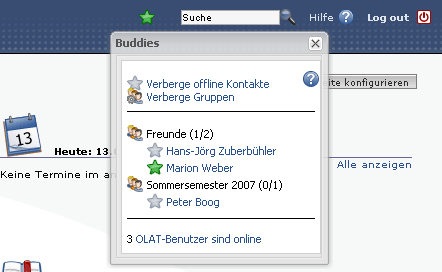 Suche
Hilfe
Log out
Buddies
Verberge offline Kontakte
Verberge Gruppen
ite konfigurieren
13
Freunde (1/2)
Hans-Jörg Zuberbühler
Heute: 13.0
Marion Weber
Alle anzeigen
Keine Termine im an
Sommersemester 2007 (0/1)
Peter Boog
3 OLAT-Benutzer sind online